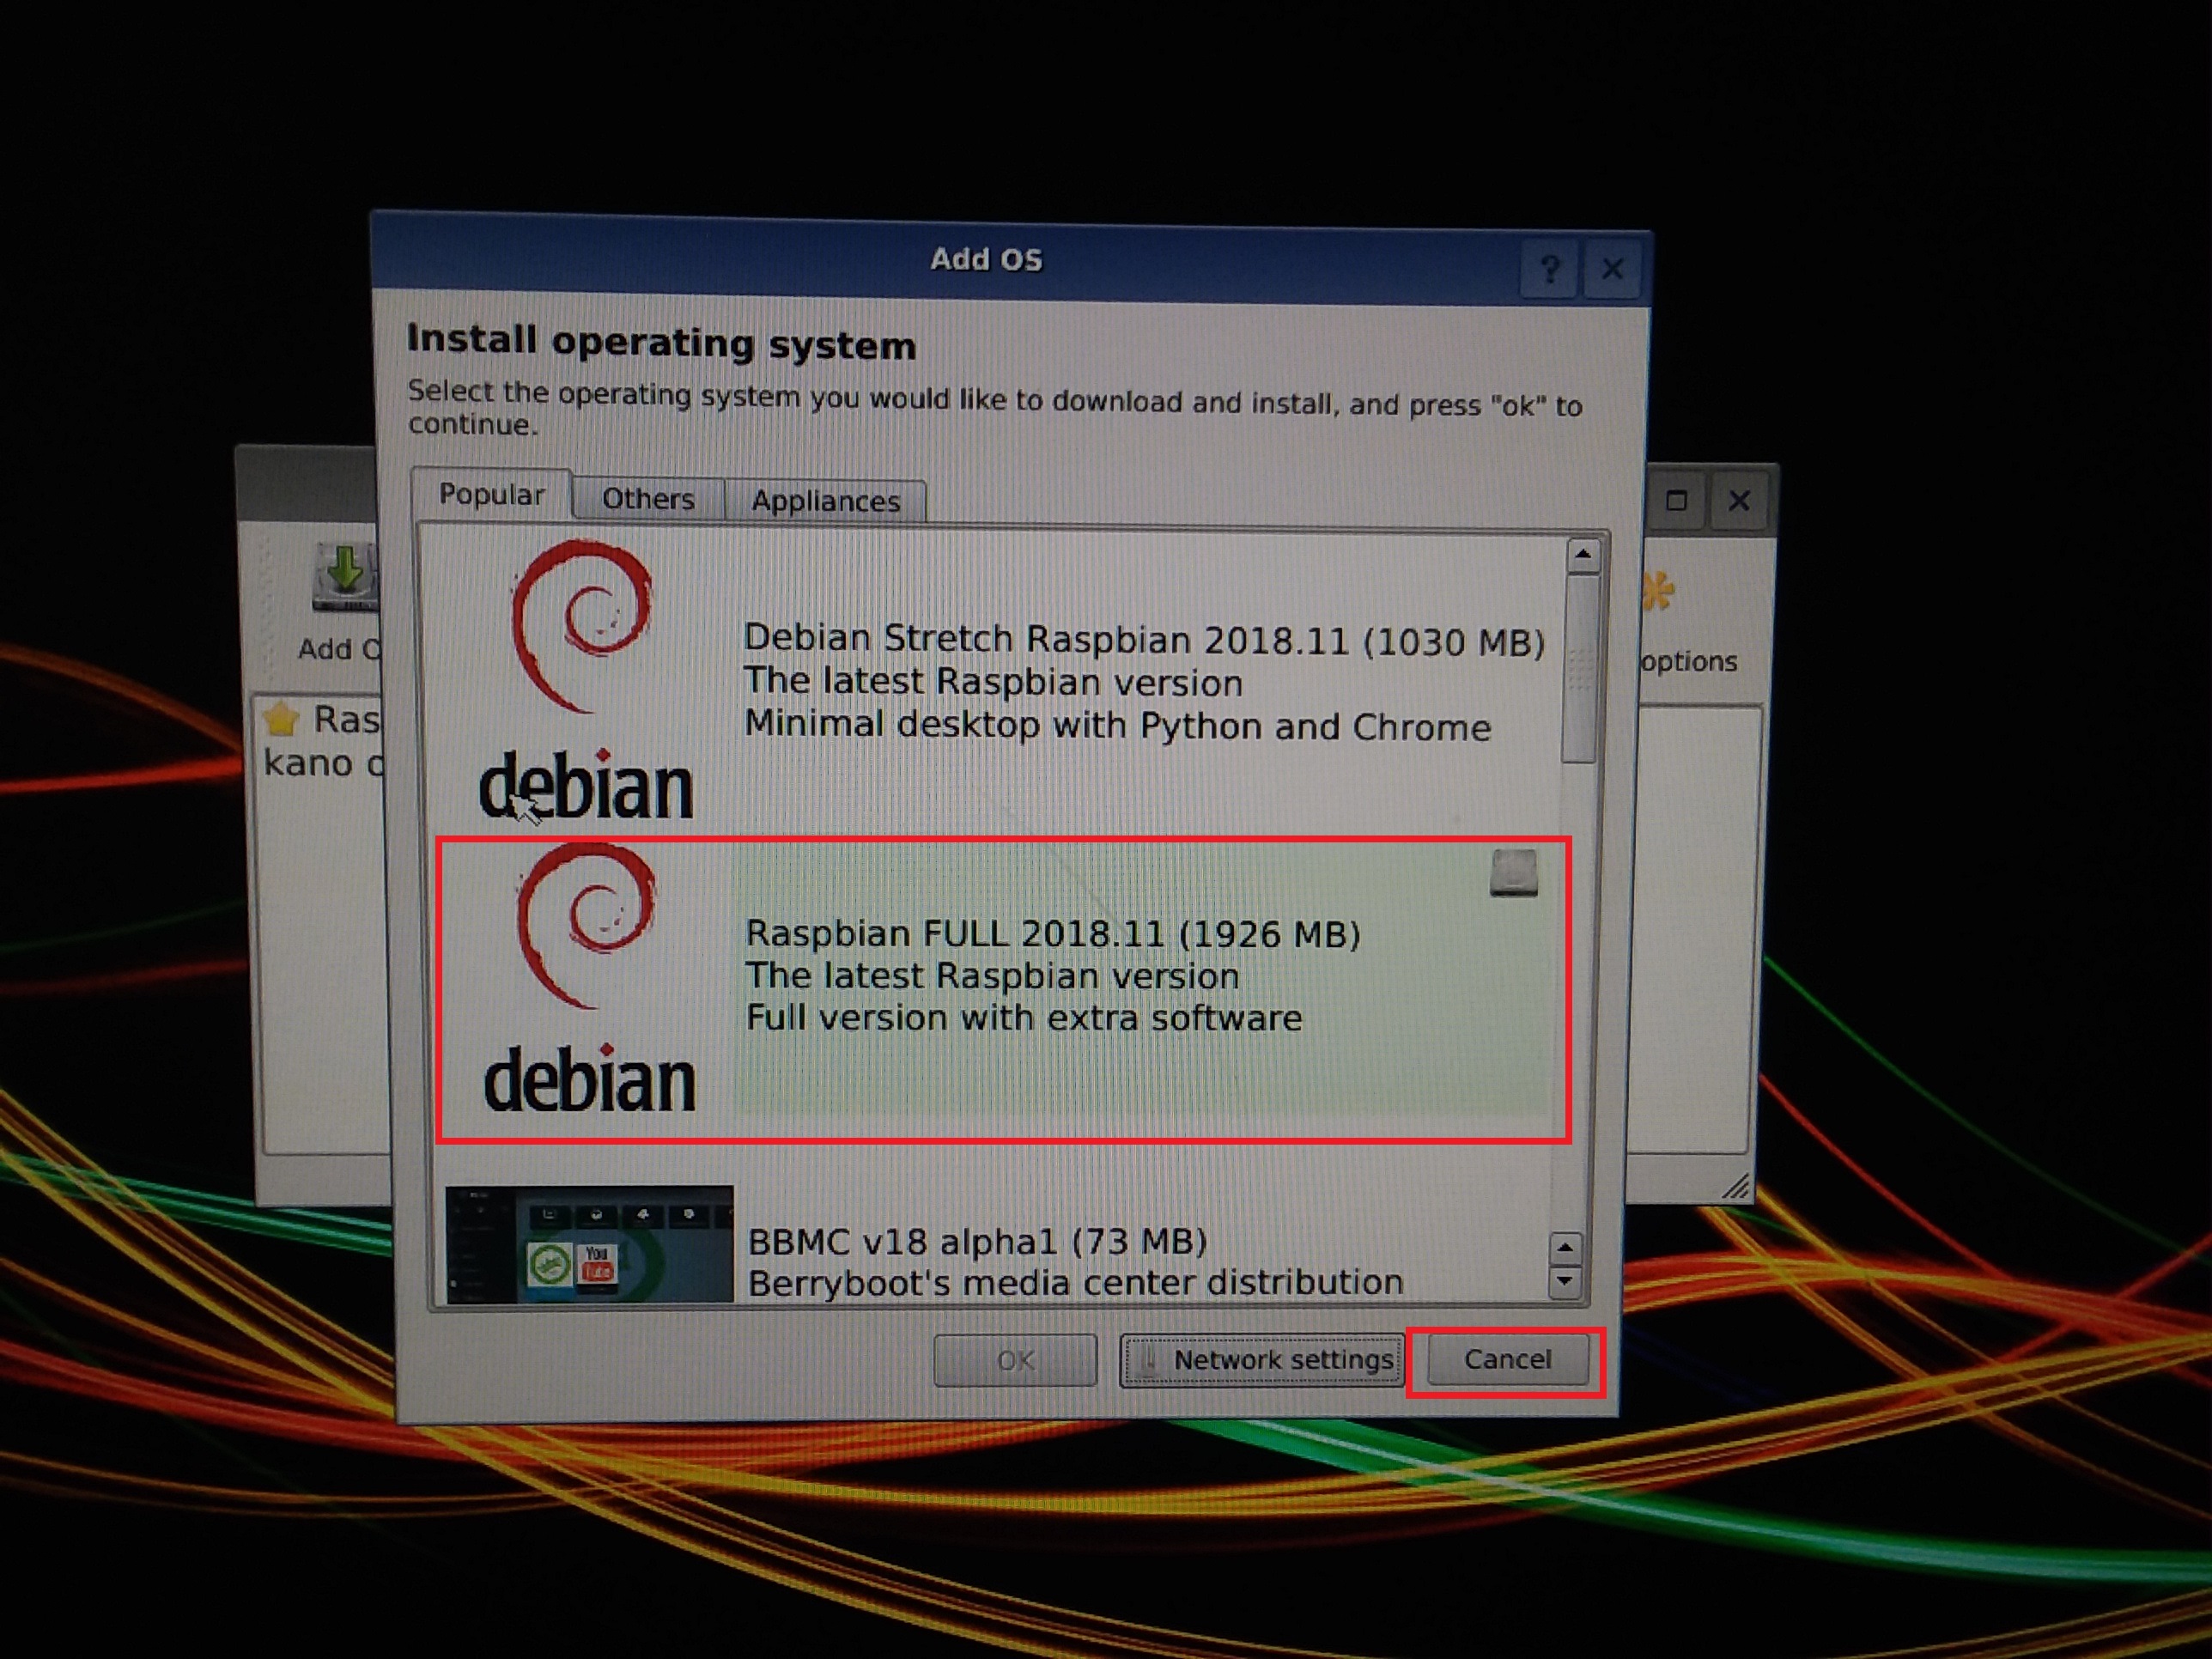 Add OS
Install operating system
Select the operating system you would like to download and install, and press "ok" to
continue.
Popular
Others
Appliances
Add O
options
Ras
kano
Debian Stretch Raspbian 2018.11 (1030 MB)
The latest Raspbian version
Minimal desktop with Python and Chrome
debian
Raspbian FULL 2018.11 (1926 MB)
The latest Raspbian version
Full version with extra software
debian
You
Tube
BBMC v18 alpha1 (73 MB)
Berryboot's media center distribution
OK
Network settings
Cancel